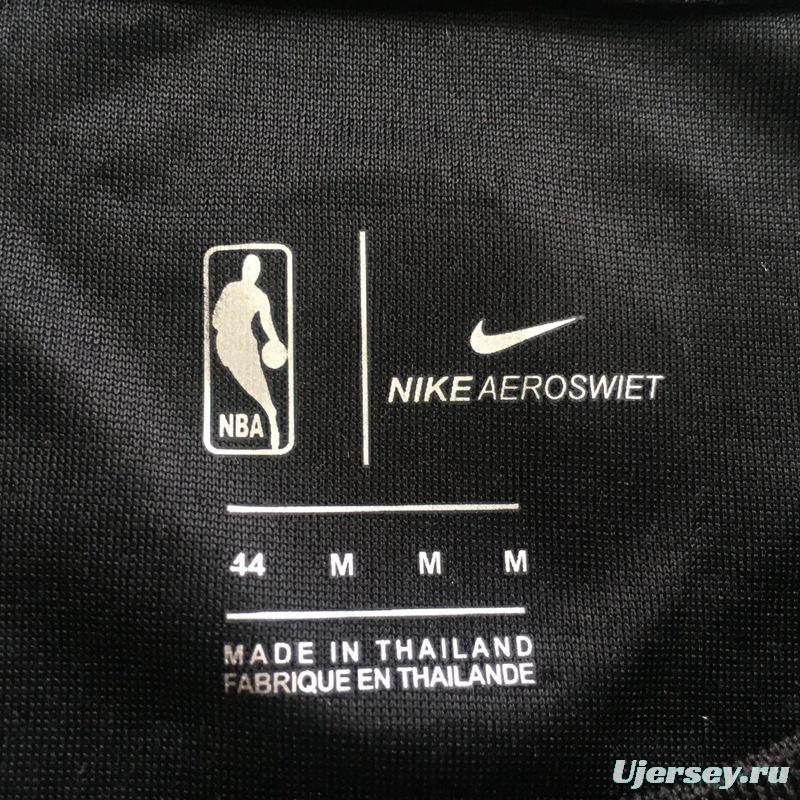 NBA
NIKE AEROSWIET
44 M M M
MADE IN THAILAND
FABRIQUE EN THAILANDE
Ujersey.ru